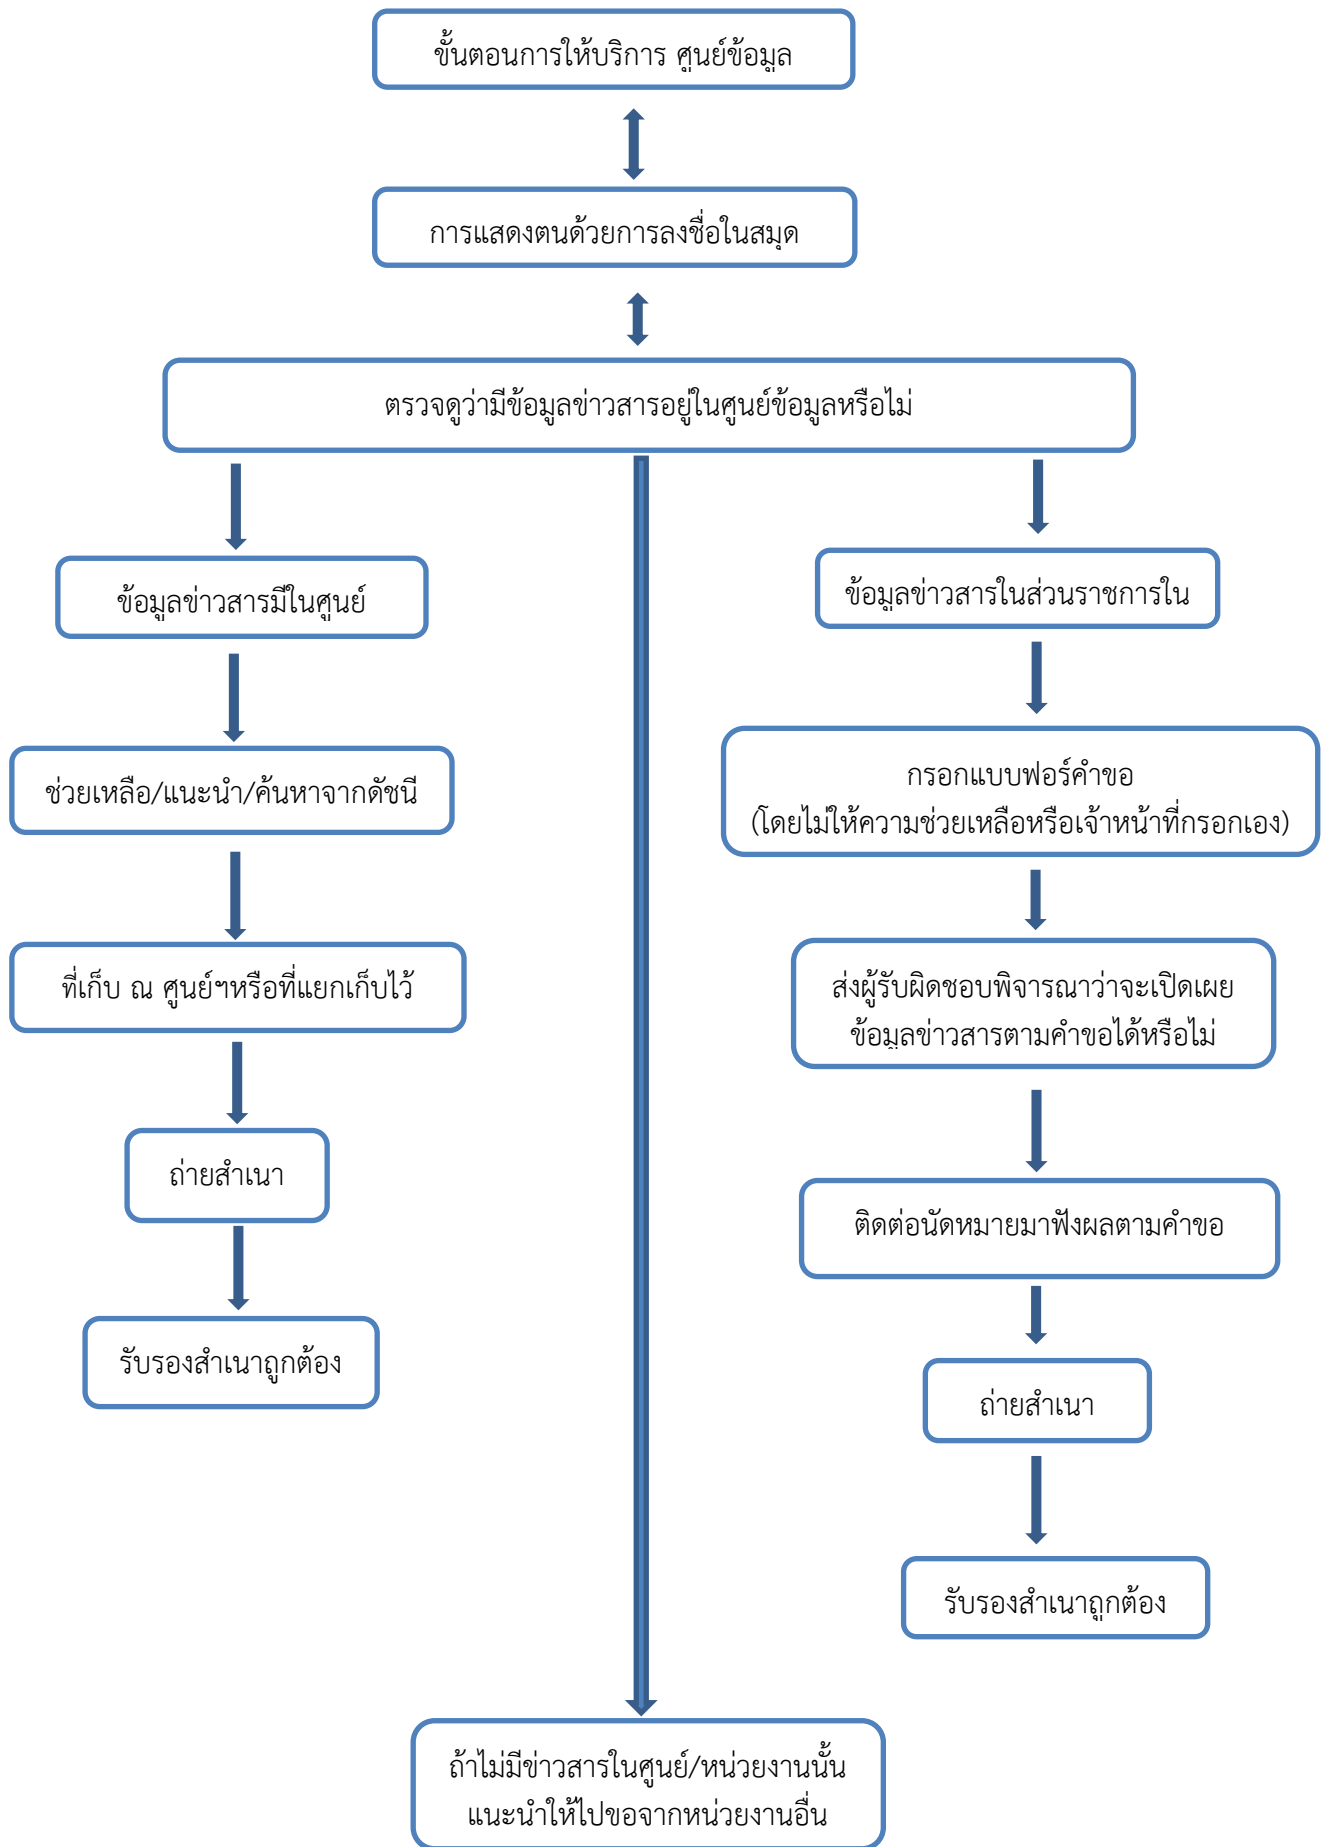 ขั้นตอนการให้บริการ ศูนย์ข้อมูล
การแสดงตนด้วยการลงชื่อในสมุด
ตรวจดูว่ามีข้อมูลข่าวสารอยู่ในศูนย์ข้อมูลหรือไม่
ข้อมูลข่าวสารมีในศูนย์
ช่วยเหลือ/แนะนำ/ค้นหาจากดัชนี
ที่เก็บ ณ ศูนย์ฯหรือที่แยกเก็บไว้
ถ่ายสำเนา
รับรองสำเนาถูกต้อง
ข้อมูลข่าวสารในส่วนราชการใน
กรอกแบบฟอร์คำขอ
(โดยไม่ให้ความช่วยเหลือหรือเจ้าหน้าที่กรอกเอง)
ส่งผู้รับผิดชอบพิจารณาว่าจะเปิดเผย
ข้อมูลข่าวสารตามคำขอได้หรือไม่
ติดต่อนัดหมายมาฟังผลตามคำขอ
ถ่ายสำเนา
รับรองสำเนาถูกต้อง
ถ้าไม่มีข่าวสารในศูนย์/หน่วยงานนั้น
แนะนำให้ไปขอจากหน่วยงานอื่น